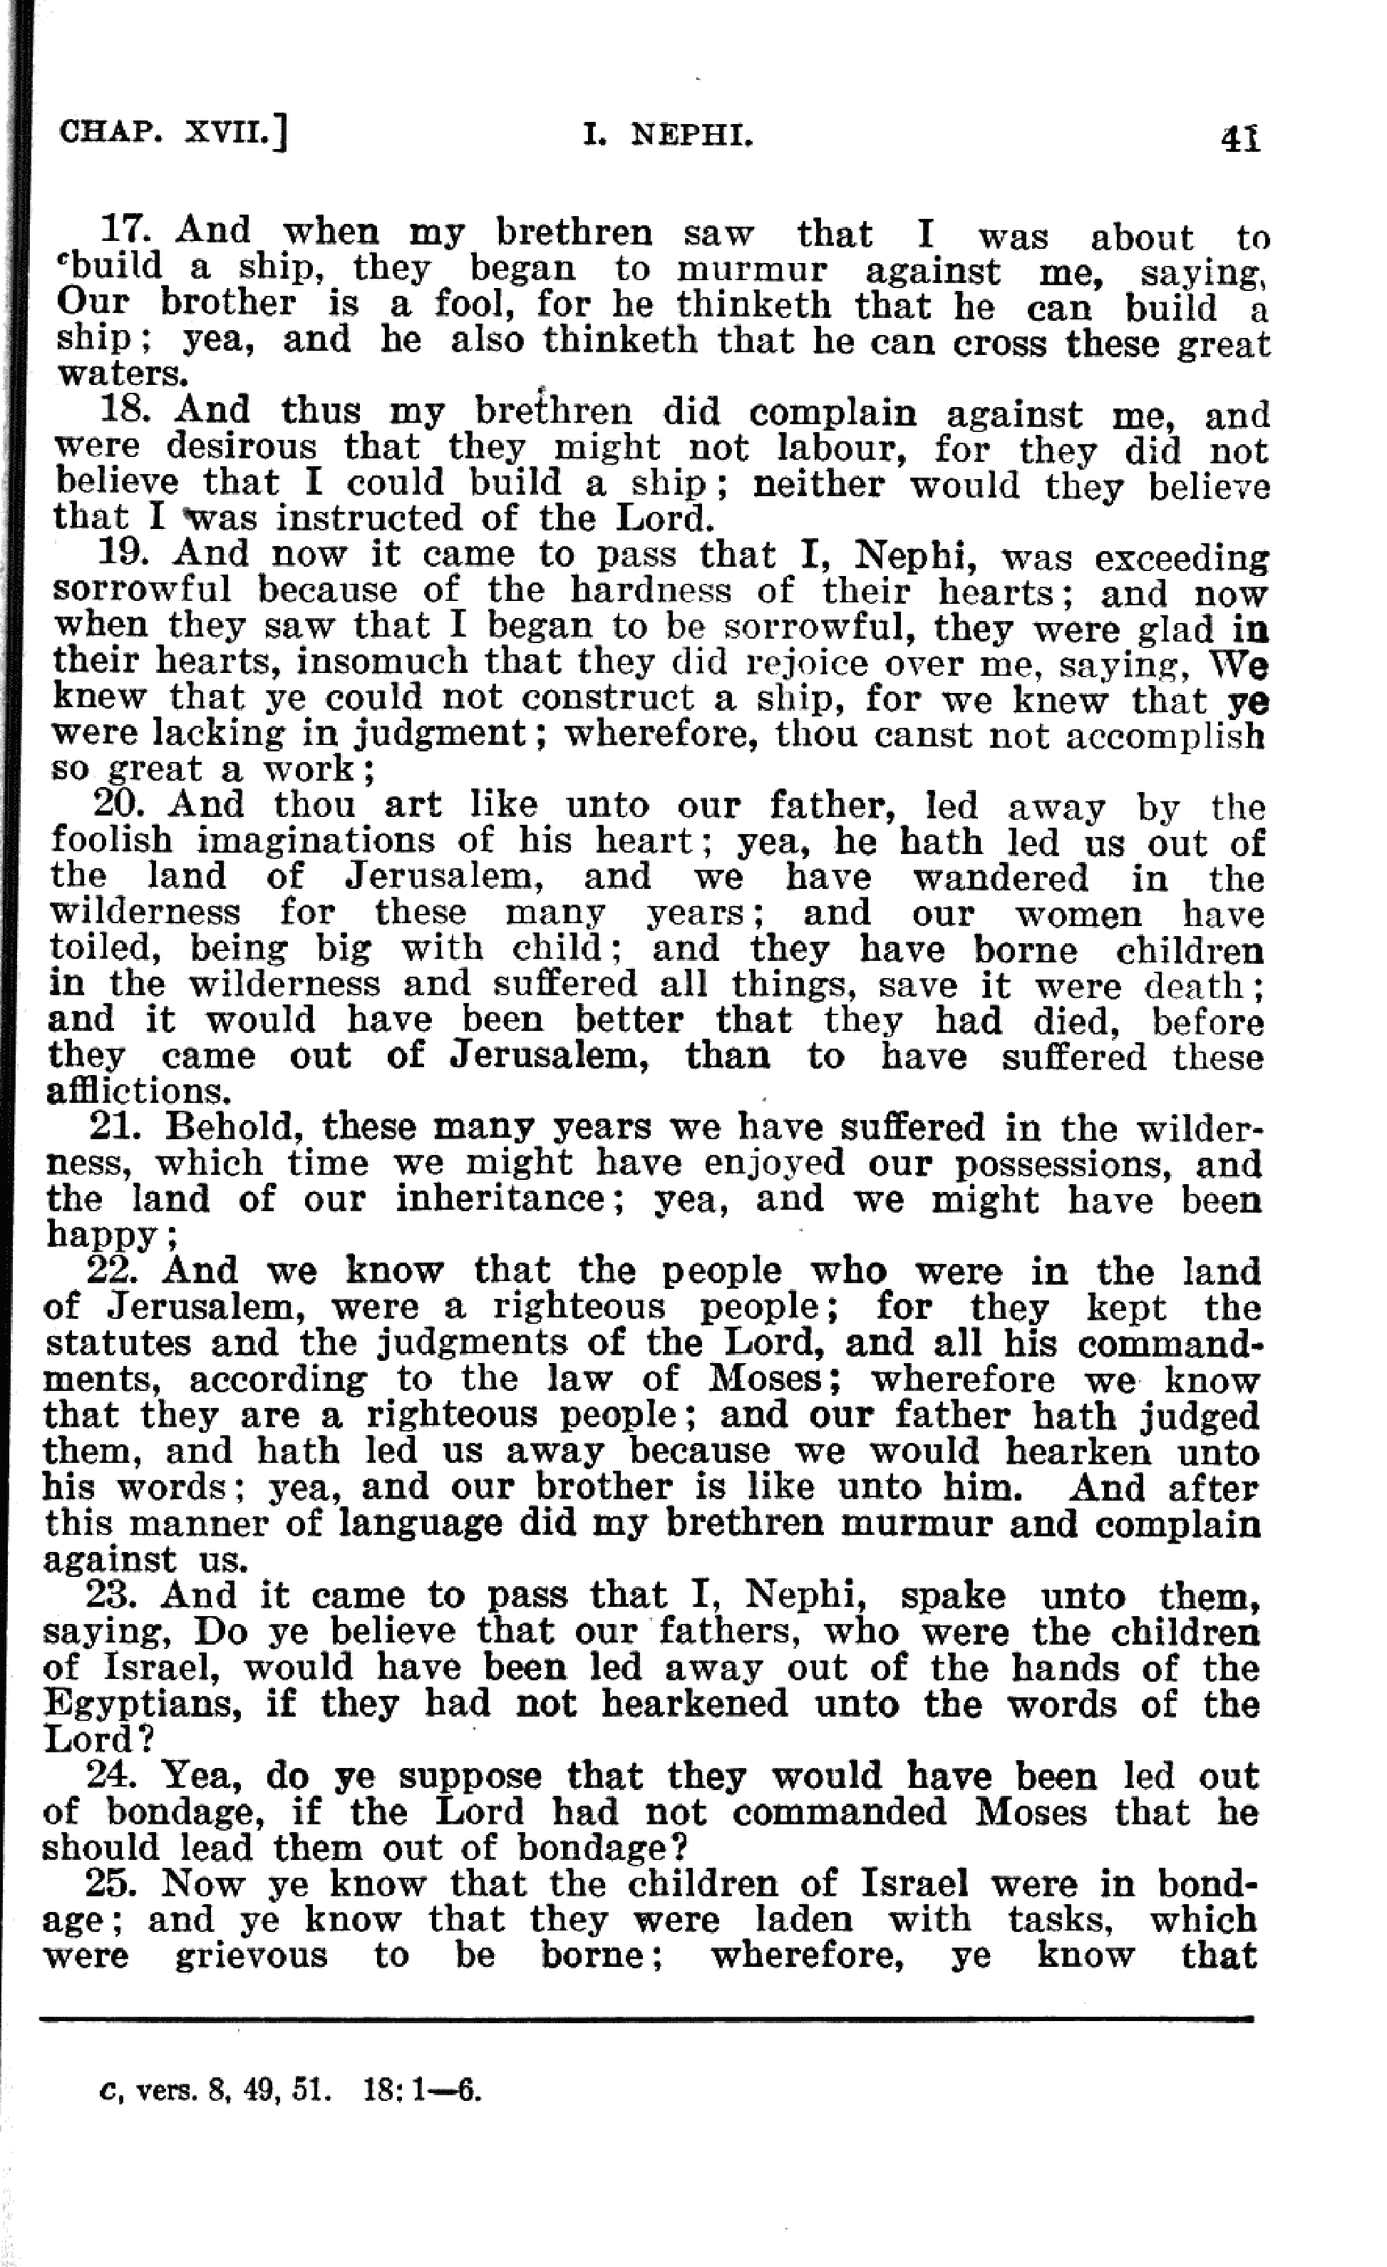 CHAP. XVII.] I. NEPHI. 41
17. And when my brethren saw that I was about to
cbuild a ship, they began to murmur against me, saying,
Our brother is a fool, for he thinketh that he can build a
ship; yea, and he also thinketh that he can cross these great
waters.
18. And thus my brethren did complain against me, and
were desirous that they might not labour, for they did not
believe that I could build a ship; neither would they believe
that I was instructed of the Lord.
19. And now it came to pass that I, Nephi, was exceeding
sorrowful because of the hardness of their hearts; and now
when they saw that I began to be sorrowful, they were glad in
their hearts, insomuch that they did rejoice over me, saying, We
knew that ye could not construct a ship, for we knew that ye
were lacking in judgment; wherefore, thou canst not accomplish
so great a work;
20. And thou art like unto our father, led away by the
foolish imaginations of his heart; yea, he hath led us out of
the land of Jerusalem, and we have wandered in the
wilderness for these many years; and our women have
toiled, being big with child; and they have borne children
in the wilderness and suffered all things, save it were death;
and it would have been better that they had died, before
they came out of Jerusalem, than to have suffered these
afflictions.
21. Behold, these many years we have suffered in the wilder-
ness, which time we might have enjoyed our possessions, and
the land of our inheritance; yea, and we might have been
happy;
22. And we know that the people who were in the land
of Jerusalem, were a righteous people; for they kept the
statutes and the judgments of the Lord, and all his command-
ments, according to the law of Moses; wherefore we know
that they are a righteous people; and our father hath judged
them, and hath led us away because we would hearken unto
his words; yea, and our brother is like unto him. And after
this manner of language did my brethren murmur and complain
against us.
23. And it came to pass that I, Nephi, spake unto them,
saying, Do ye believe that our fathers, who were the children
of Israel, would have been led away out of the hands of the
Egyptians, if they had not hearkened unto the words of the
Lord?
24. Yea, do ye suppose that they would have been led out
of bondage, if the Lord had not commanded Moses that he
should lead them out of bondage?
25. Now ye know that the children of Israel were in bond-
age; and ye know that they were laden with tasks, which
were grievous to be borne; wherefore, ye know that
c, vers. 8, 49, 51. 18: 1—6.